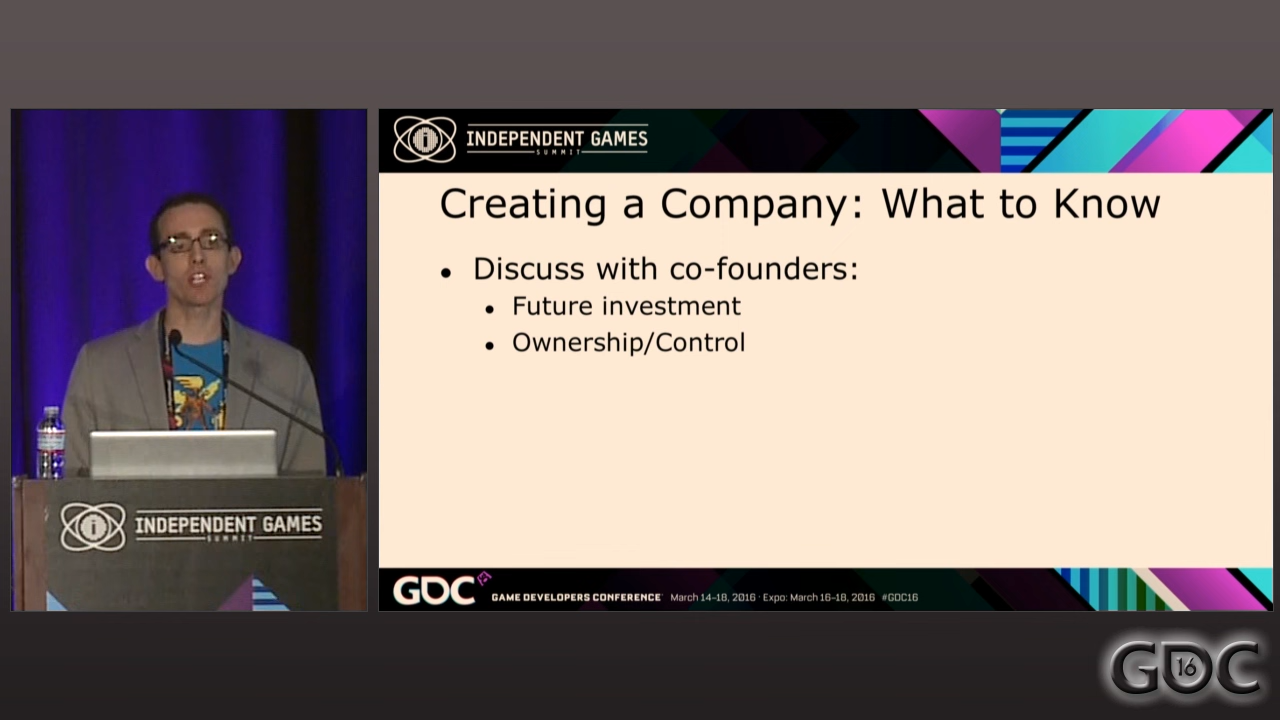 INDEPENDENT GAMES
SUMMIT
Creating a Company: What to Know
• Discuss with co-founders:
• Future investment
• Ownership/Control
INDEPENDENT GAMES
SUMMIT
GDC
GAME DEVELOPERS CONFERENCE March 14-18, 2016 · Expo: March 16-18, 2016 #GDC16
GDC
16